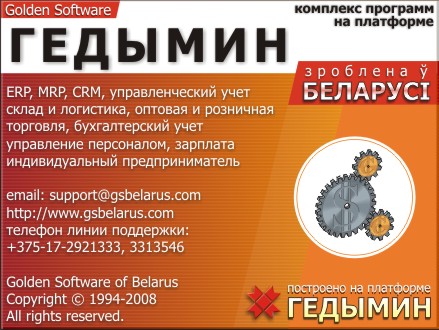 Golden Software
комплекс программ
на платформе
ГЕДЫМИН
зроблена ў
БЕЛАРУСІ
ERP, MRP, CRM, управленческий учет
склад и логистика, оптовая и розничная
торговля, бухгалтерский учет
управление персоналом, зарплата
индивидуальный предприниматель
email: support@gsbelarus.com
http://www.gsbelarus.com
телефон линии поддержки:
+375-17-2921333, 3313546
Golden Software of Belarus
Copyright © 1994-2008
All rights reserved.
построено на платформе
ГЕДЫМИН